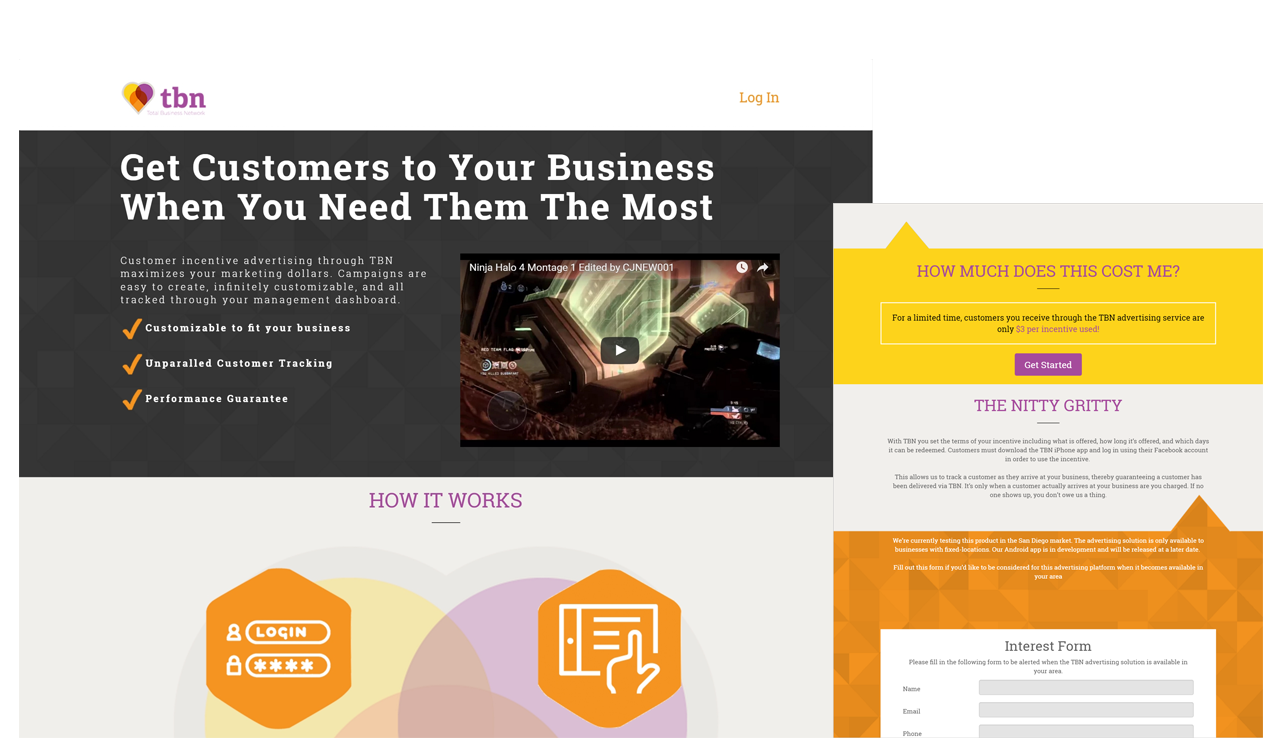 tbn
Total Business Network
Log In
Get Customers to Your Business
When You Need Them The Most
Customer incentive advertising through TBN
maximizes your marketing dollars. Campaigns are
easy to create, infinitely customizable, and all
tracked through your management dashboard.
Customizable to fit your business
Unparalled Customer Tracking
Performance Guarantee
Ninja Halo 4 Montage 1 Edited by CJNEW001
HOW IT WORKS
LOGIN
****
HOW MUCH DOES THIS COST ME?
For a limited time, customers you receive through the TBN advertising service are
only $3 per incentive used!
Get Started
THE NITTY GRITTY
With TBN you set the terms of your incentive including what is offered, how long it's offered, and which days
it can be redeemed. Customers must download the TBN iPhone app and log in using their Facebook account
in order to use the incentive.
This allows us to track a customer as they arrive at your business, thereby guaranteeing a customer has
been delivered via TBN. It's only when a customer actually arrives at your business are you charged. If no
one shows up, you don't owe us a thing.
We're currently testing this product in the San Diego market. The advertising solution is only available to
businesses with fixed-locations. Our Android app is in development and will be released at a later date.
Fill out this form if you'd like to be considered for this advertising platform when it becomes available in
your area
Interest Form
Please fill in the following form to be alerted when the TBN advertising solution is available in
your area.
Name
Email
Phone